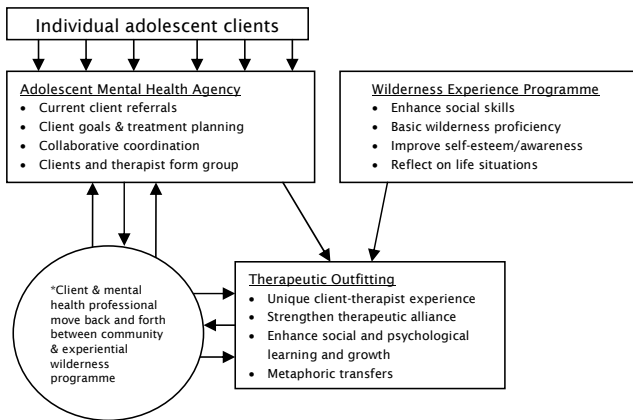 Individual adolescent clients
Adolescent Mental Health Agency
• Current client referrals
• Client goals & treatment planning
• Collaborative coordination
• Clients and therapist form group
Wilderness Experience Programme
• Enhance social skills
• Basic wilderness proficiency
• Improve self-esteem/awareness
• Reflect on life situations
*Client & mental
health professional
move back and forth
between community
& experiential
wilderness
programme
Therapeutic Outfitting
• Unique client-therapist experience
• Strengthen therapeutic alliance
• Enhance social and psychological
learning and growth
• Metaphoric transfers